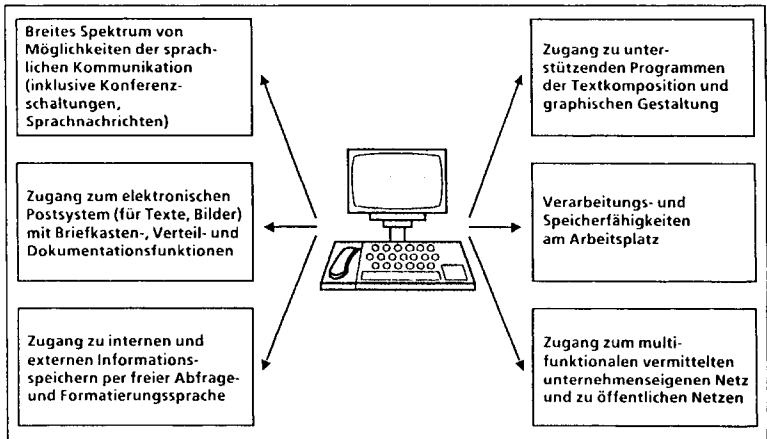 Breites Spektrum von
Möglichkeiten der sprach-
lichen Kommunikation
(inklusive Konferenz-
schaltungen,
Sprachnachrichten)
Zugang zum elektronischen
Postsystem (für Texte, Bilder)
mit Briefkasten-, Verteil- und
Dokumentationsfunktionen
Zugang zu internen und
externen Informations-
speichern per freier Abfrage-
und Formatierungssprache
Zugang zu unter-
stützenden Programmen
der Textkomposition und
graphischen Gestaltung
Verarbeitungs- und
Speicherfähigkeiten
am Arbeitsplatz
Zugang zum multi-
funktionalen vermittelten
unternehmenseigenen Netz
und zu öffentlichen Netzen